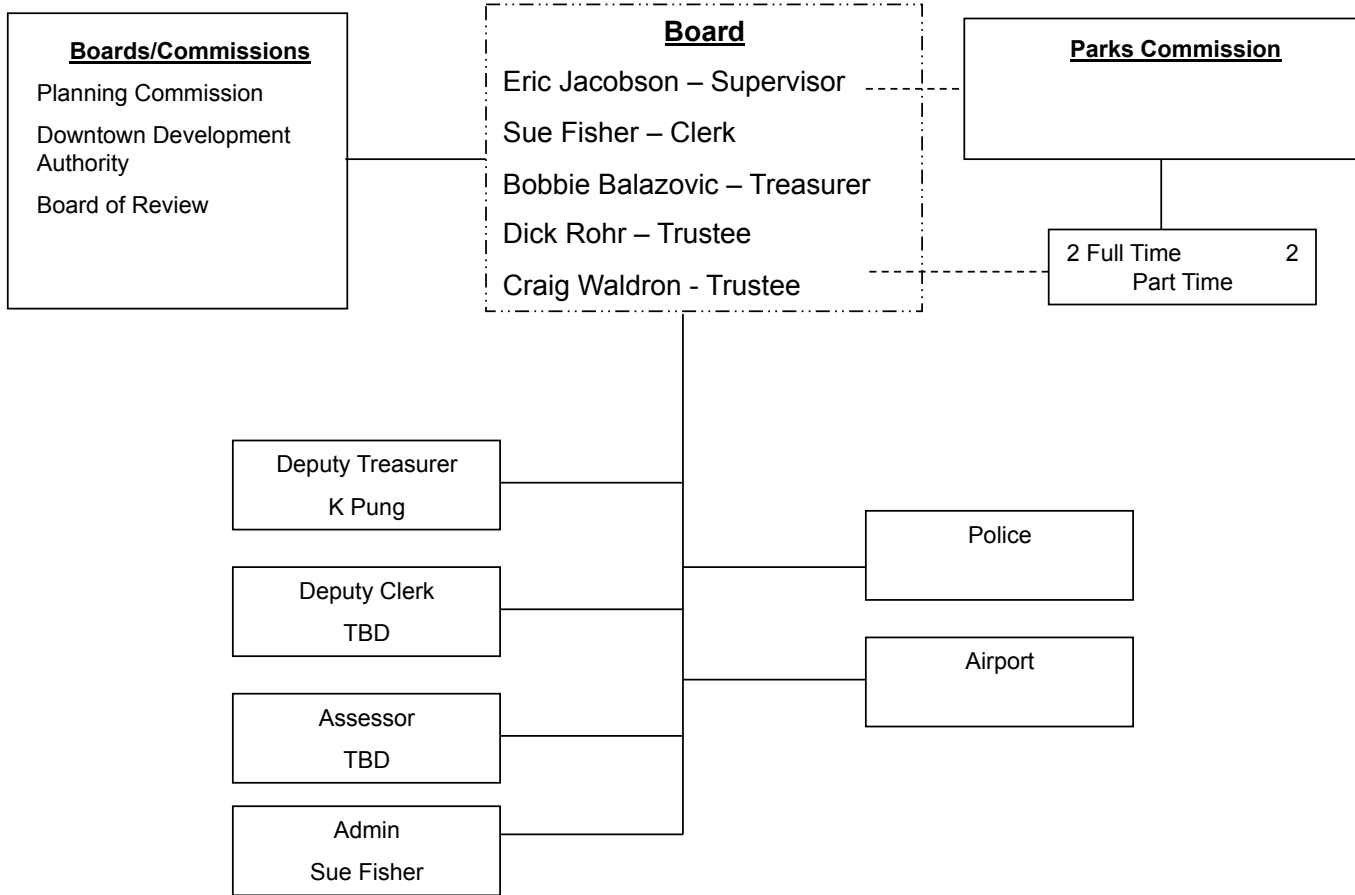 Boards/Commissions
Planning Commission
Downtown Development
Authority
Board of Review
Board
Eric Jacobson – Supervisor
Sue Fisher – Clerk
Bobbie Balazovic – Treasurer
Dick Rohr – Trustee
Craig Waldron - Trustee
Parks Commission
2 Full Time 2
Part Time
Deputy Treasurer
K Pung
Deputy Clerk
TBD
Assessor
TBD
Admin
Sue Fisher
Police
Airport